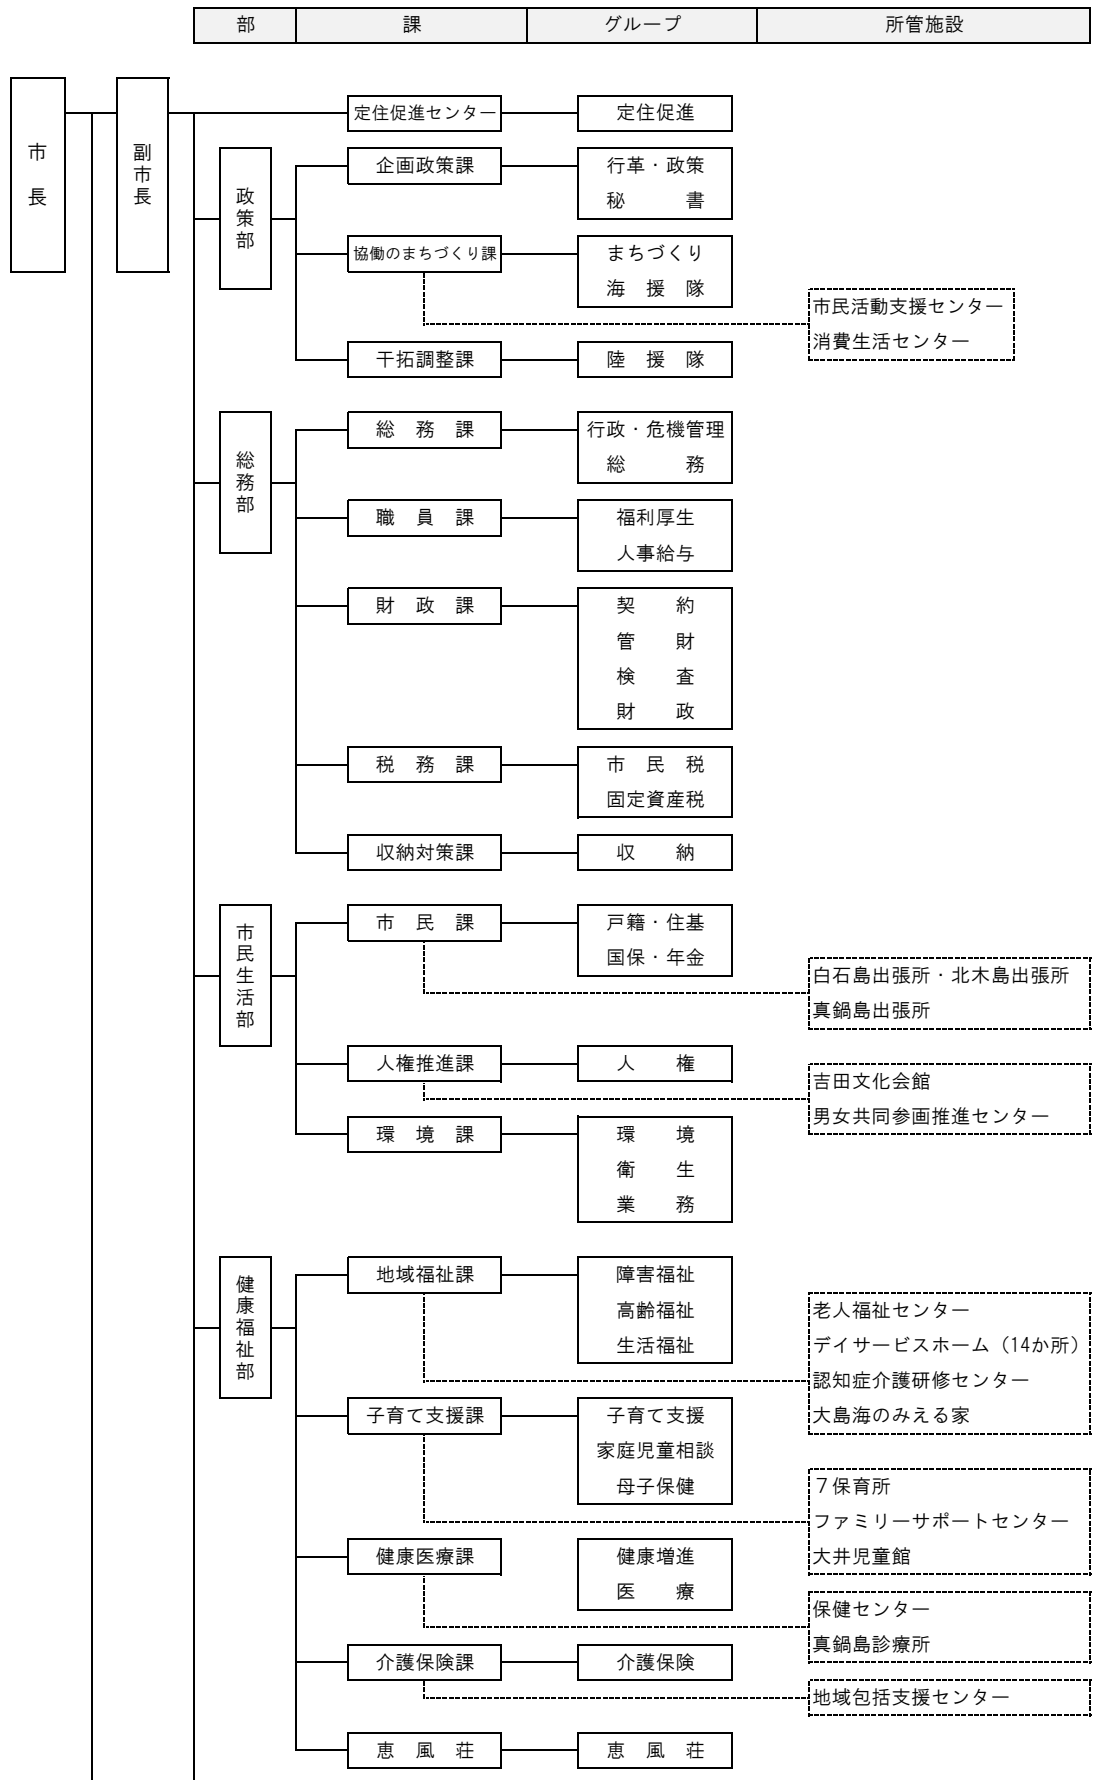 部 課 グループ 所管施設
市長
副市長
定住促進センター 定住促進
政策部
企画政策課 行革・政策
秘書
協働のまちづくり課 まちづくり
海援隊
市民活動支援センター
消費生活センター
干拓調整課 陸援隊
総務部
総務課 行政・危機管理
総務
職員課 福利厚生
人事給与
財政課 契約
管財
検査
財政
税務課 市民税
固定資産税
収納対策課 収納
市民生活部
市民課 戸籍・住基
国保・年金
白石島出張所・北木島出張所
真鍋島出張所
人権推進課 人権
吉田文化会館
男女共同参画推進センター
環境課 環境
衛生
業務
健康福祉部
地域福祉課 障害福祉
高齢福祉
生活福祉
老人福祉センター
デイサービスホーム（14か所）
認知症介護研修センター
大島海のみえる家
子育て支援課 子育て支援
家庭児童相談
母子保健
７保育所
ファミリーサポートセンター
大井児童館
健康医療課 健康増進
医療
保健センター
真鍋島診療所
介護保険課 介護保険
地域包括支援センター
恵風荘 恵風荘